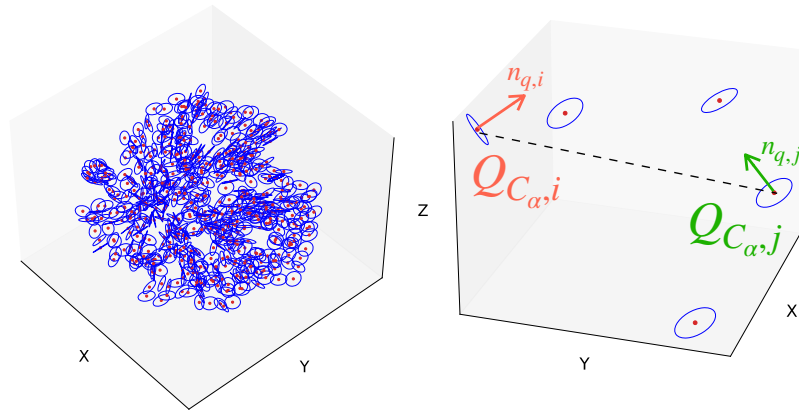 X
Y
Z
n_{q,i}
Q_{C_α,i}
n_{q,j}
Q_{C_α,j}
X
Y